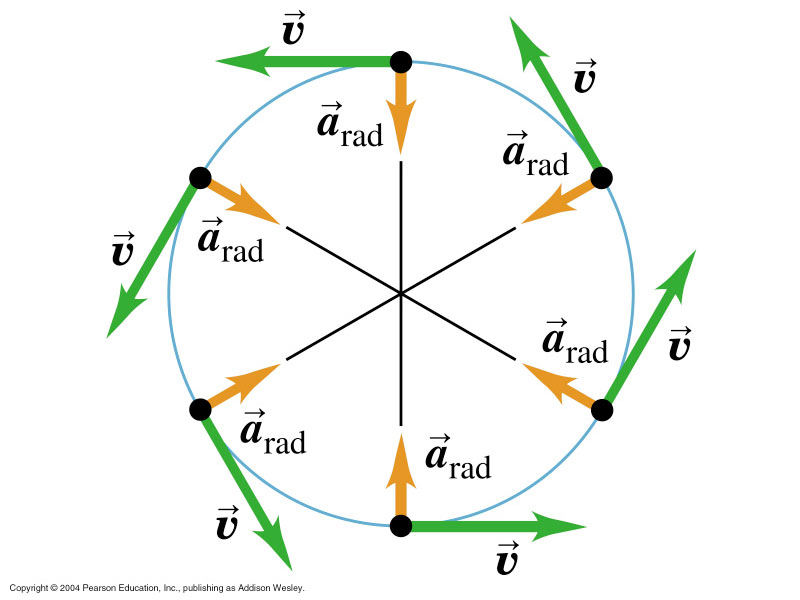 v⃗
v⃗
a⃗rad
a⃗rad
v⃗
a⃗rad
v⃗
a⃗rad
a⃗rad
a⃗rad
v⃗
v⃗
Copyright © 2004 Pearson Education, Inc., publishing as Addison Wesley.